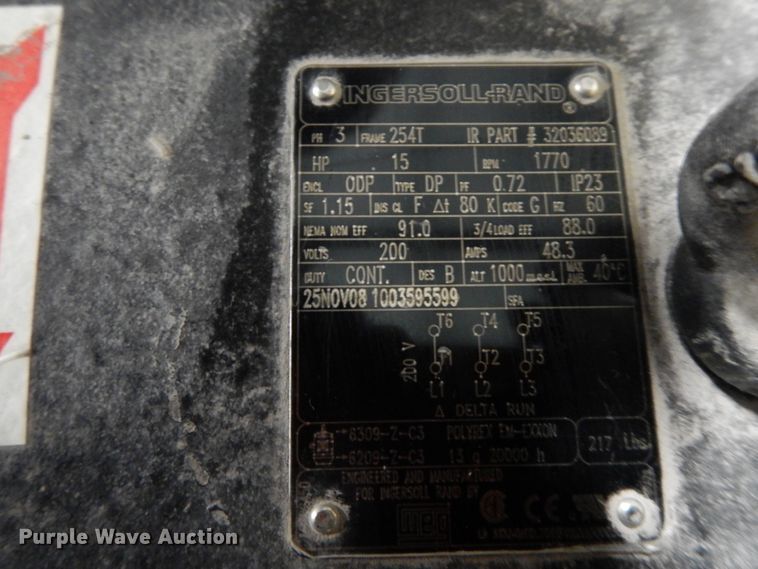 INGERSOLL-RAND®
PH 3 FRAME 254T IR PART # 32036089
HP 15 RPM 1770
ENCL ODP TYPE DP PF 0.72 IP23
SF 1.15 INS CL F Δt 80 K CODE G HZ 60
NEMA NOM EFF 91.0 3/4 LOAD EFF 88.0
VOLTS 200 AMPS 48.3
DUTY CONT. DES B ALT 1000 m.a.s.l. MAX AMB. 40°C
25NOV08 1003595599 SFA
T6 T4 T5
200 V
T1 T2 T3
L1 L2 L3
Δ DELTA RUN
6309-Z-C3 POLYREX EM-EXXON
6209-Z-C3 13 g 20000 h
217 Lbs
ENGINEERED AND MANUFACTURED
FOR INGERSOLL RAND BY
CE
Purple Wave Auction